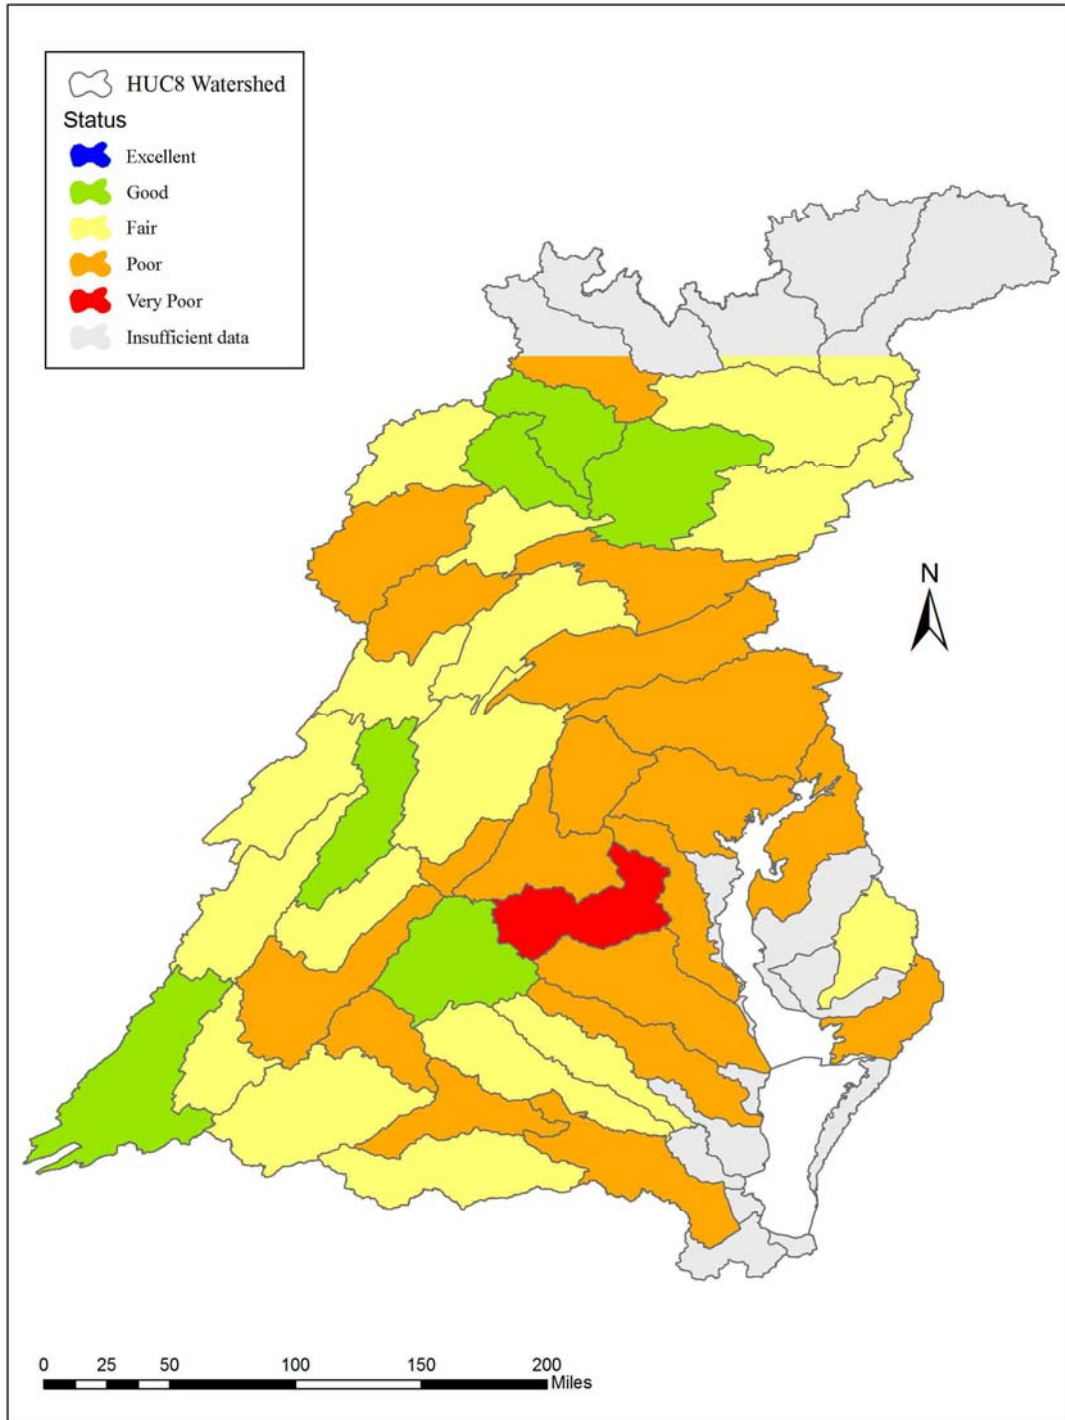 HUC8 Watershed
Status
Excellent
Good
Fair
Poor
Very Poor
Insufficient data
N
0 25 50 100 150 200
Miles